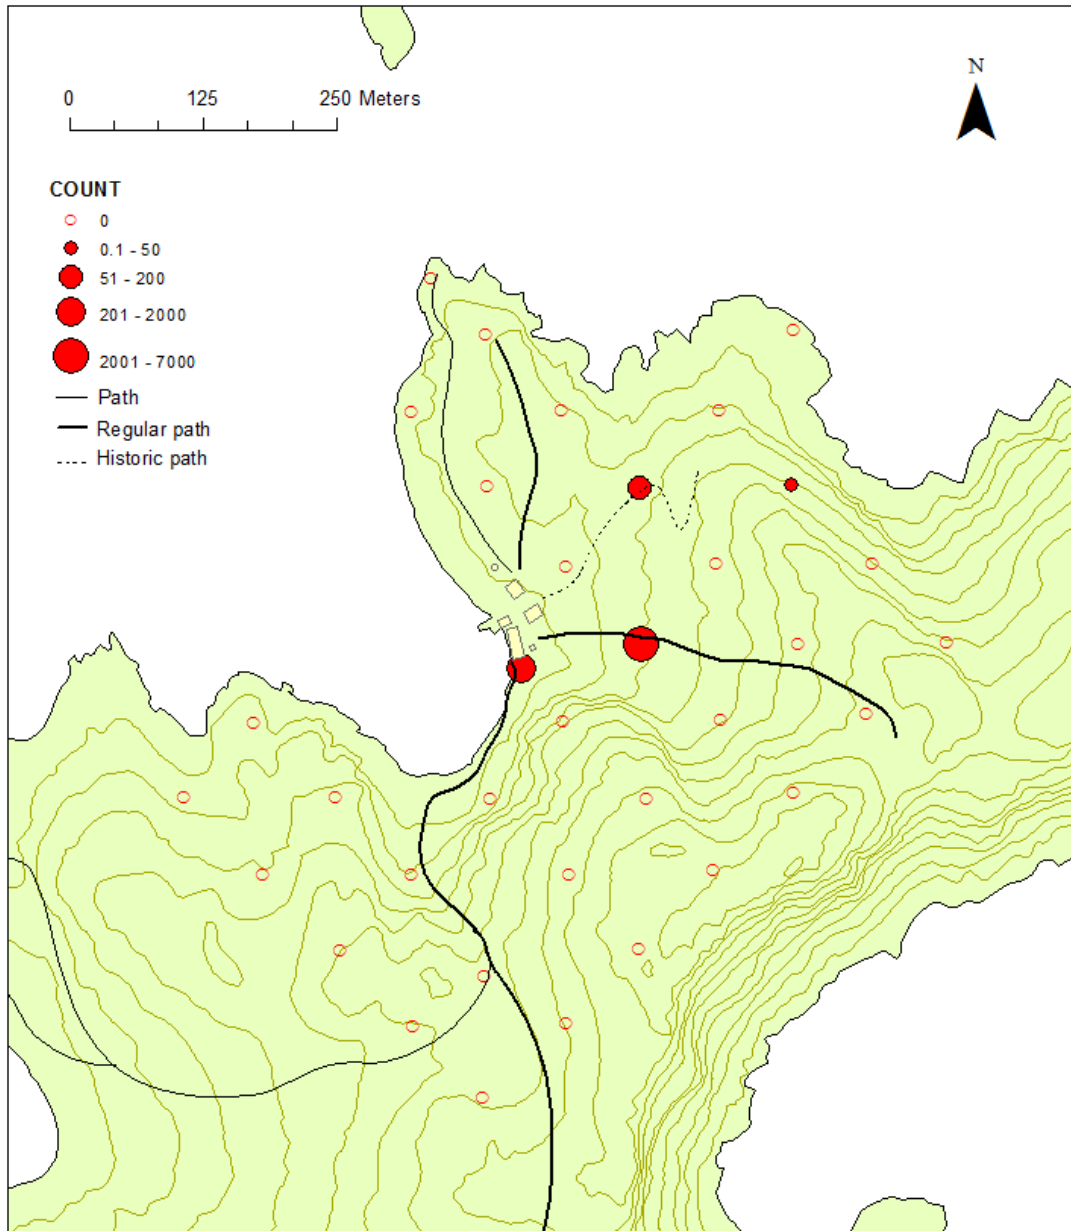 N
0 125 250 Meters
COUNT
0
0.1 - 50
51 - 200
201 - 2000
2001 - 7000
Path
Regular path
Historic path